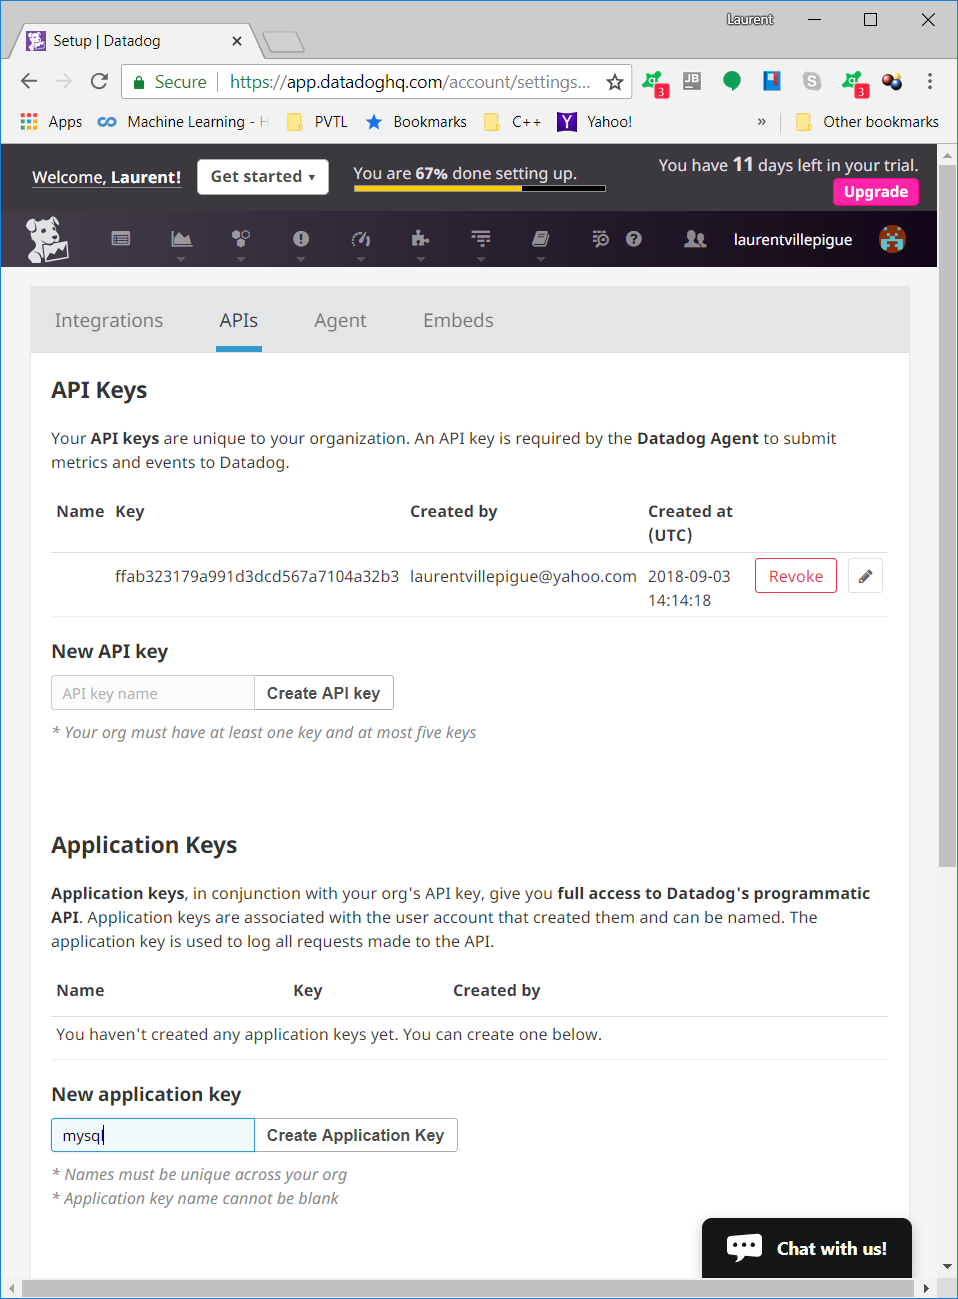 Laurent
Setup | Datadog
Secure https://app.datadoghq.com/account/settings...
3
JB
3
Apps Machine Learning - PVTL Bookmarks C++ Yahoo! » Other bookmarks
Welcome, Laurent!
Get started
You are 67% done setting up.
You have 11 days left in your trial.
Upgrade
laurentvillepigue
Integrations APIs Agent Embeds
API Keys
Your API keys are unique to your organization. An API key is required by the Datadog Agent to submit
metrics and events to Datadog.
Name Key Created by Created at
(UTC)
ffab323179a991d3dcd567a7104a32b3 laurentvillepigue@yahoo.com 2018-09-03 Revoke
14:14:18
New API key
API key name Create API key
* Your org must have at least one key and at most five keys
Application Keys
Application keys, in conjunction with your org's API key, give you full access to Datadog's programmatic
API. Application keys are associated with the user account that created them and can be named. The
application key is used to log all requests made to the API.
Name Key Created by
You haven't created any application keys yet. You can create one below.
New application key
mysql Create Application Key
* Names must be unique across your org
* Application key name cannot be blank
Chat with us!